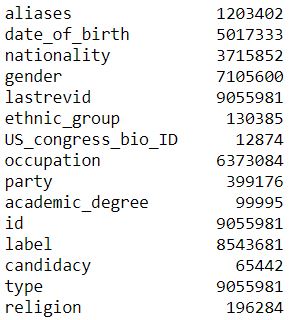 aliases 1203402
date_of_birth 5017333
nationality 3715852
gender 7105600
lastrevid 9055981
ethnic_group 130385
US_congress_bio_ID 12874
occupation 6373084
party 399176
academic_degree 99995
id 9055981
label 8543681
candidacy 65442
type 9055981
religion 196284